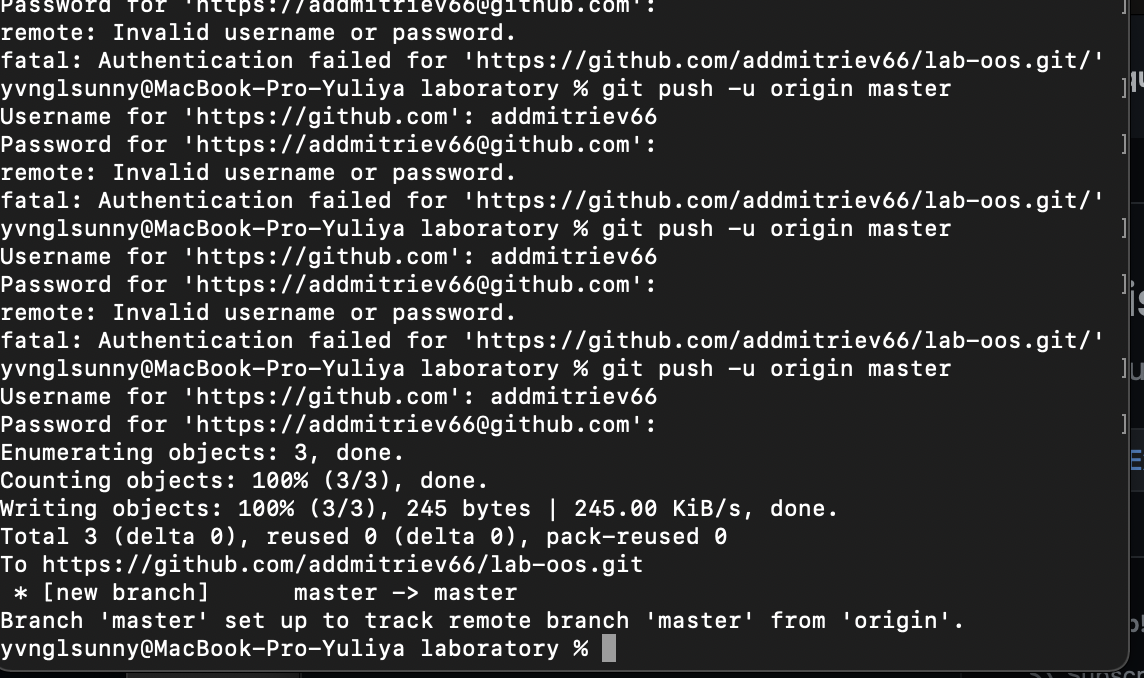 Password for 'https://addmitriev66@github.com':
remote: Invalid username or password.
fatal: Authentication failed for 'https://github.com/addmitriev66/lab-oos.git/'
yvnglsunny@MacBook-Pro-Yuliya laboratory % git push -u origin master
Username for 'https://github.com': addmitriev66
Password for 'https://addmitriev66@github.com':
remote: Invalid username or password.
fatal: Authentication failed for 'https://github.com/addmitriev66/lab-oos.git/'
yvnglsunny@MacBook-Pro-Yuliya laboratory % git push -u origin master
Username for 'https://github.com': addmitriev66
Password for 'https://addmitriev66@github.com':
remote: Invalid username or password.
fatal: Authentication failed for 'https://github.com/addmitriev66/lab-oos.git/'
yvnglsunny@MacBook-Pro-Yuliya laboratory % git push -u origin master
Username for 'https://github.com': addmitriev66
Password for 'https://addmitriev66@github.com':
Enumerating objects: 3, done.
Counting objects: 100% (3/3), done.
Writing objects: 100% (3/3), 245 bytes | 245.00 KiB/s, done.
Total 3 (delta 0), reused 0 (delta 0), pack-reused 0
To https://github.com/addmitriev66/lab-oos.git
 * [new branch]      master -> master
Branch 'master' set up to track remote branch 'master' from 'origin'.
yvnglsunny@MacBook-Pro-Yuliya laboratory %